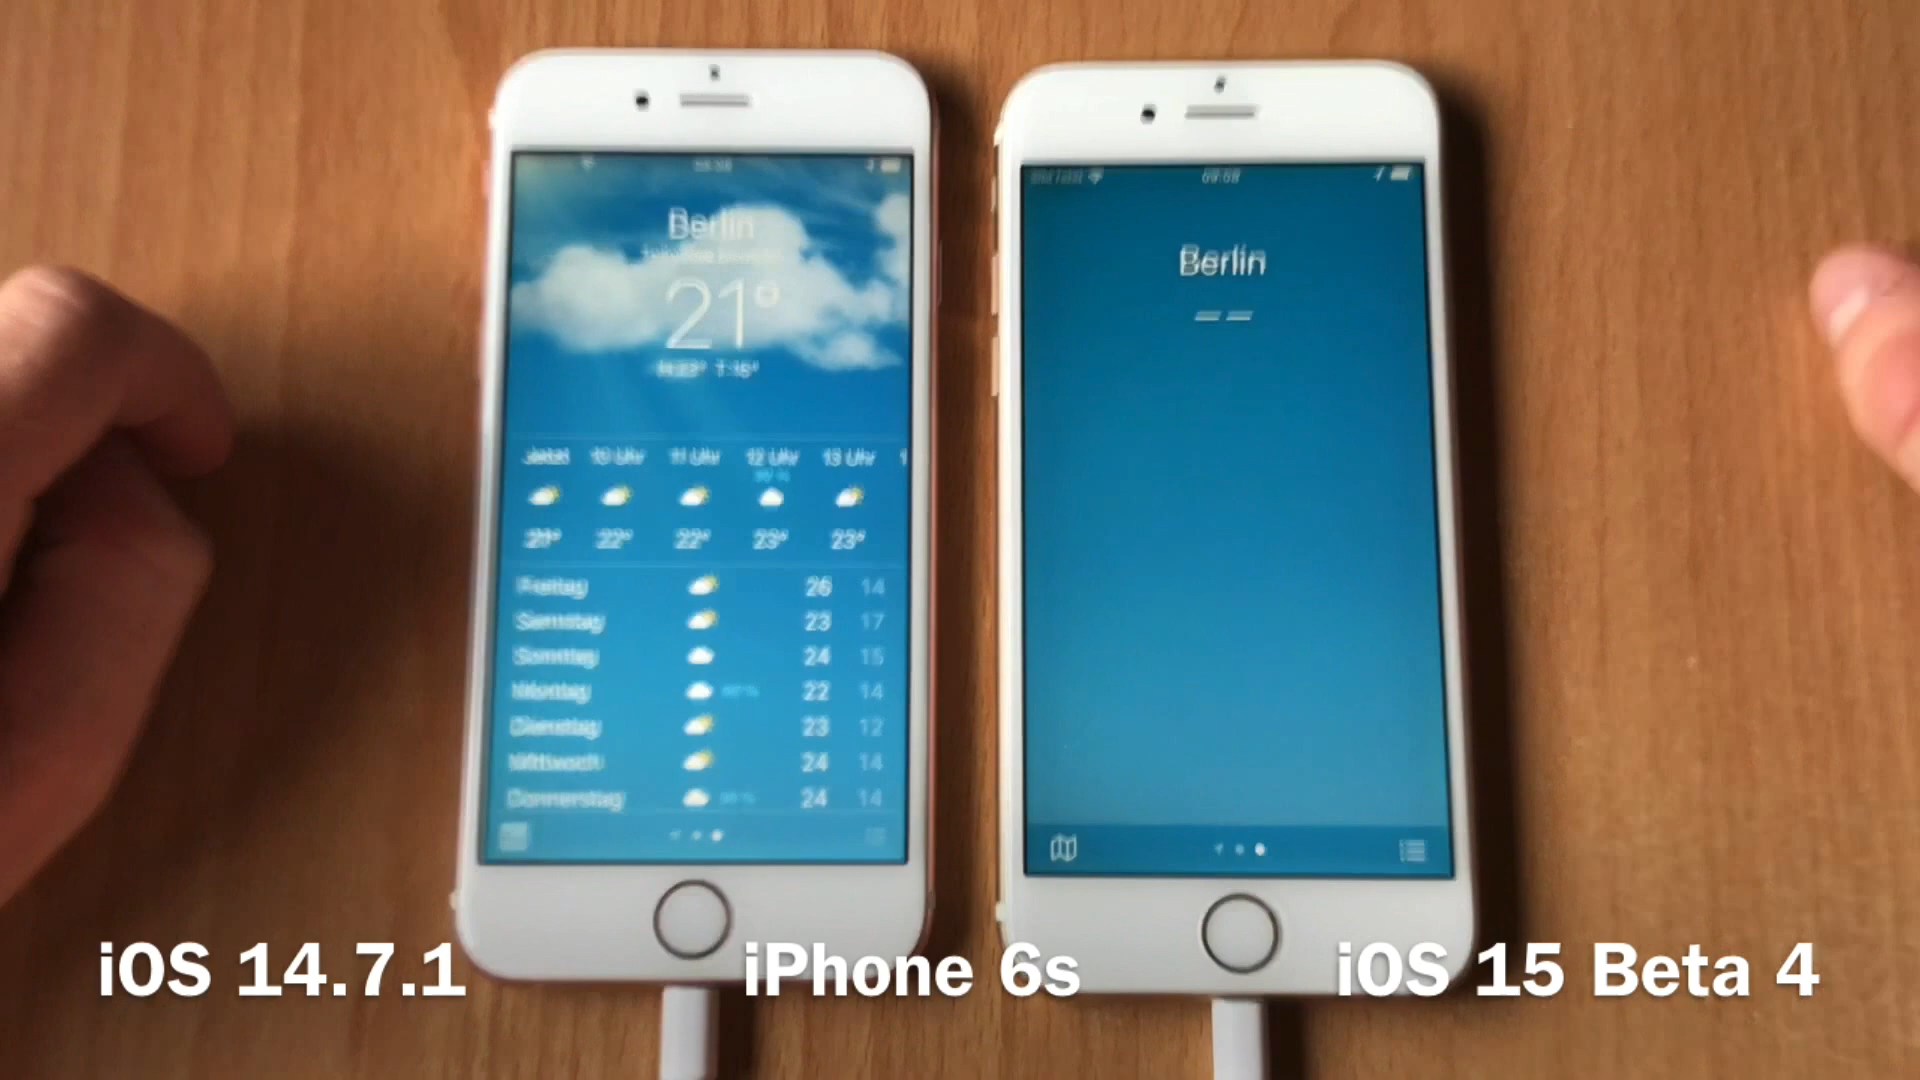 Berlin
21°
Jetzt 10 Uhr 11 Uhr 12 Uhr 13 Uhr
21° 22° 22° 23° 23°
Freitag 26 14
Samstag 23 17
Sonntag 24 15
Montag 22 14
Dienstag 23 12
Mittwoch 24 14
Donnerstag 24 14
09:08
Berlin
--
iOS 14.7.1
iPhone 6s
iOS 15 Beta 4